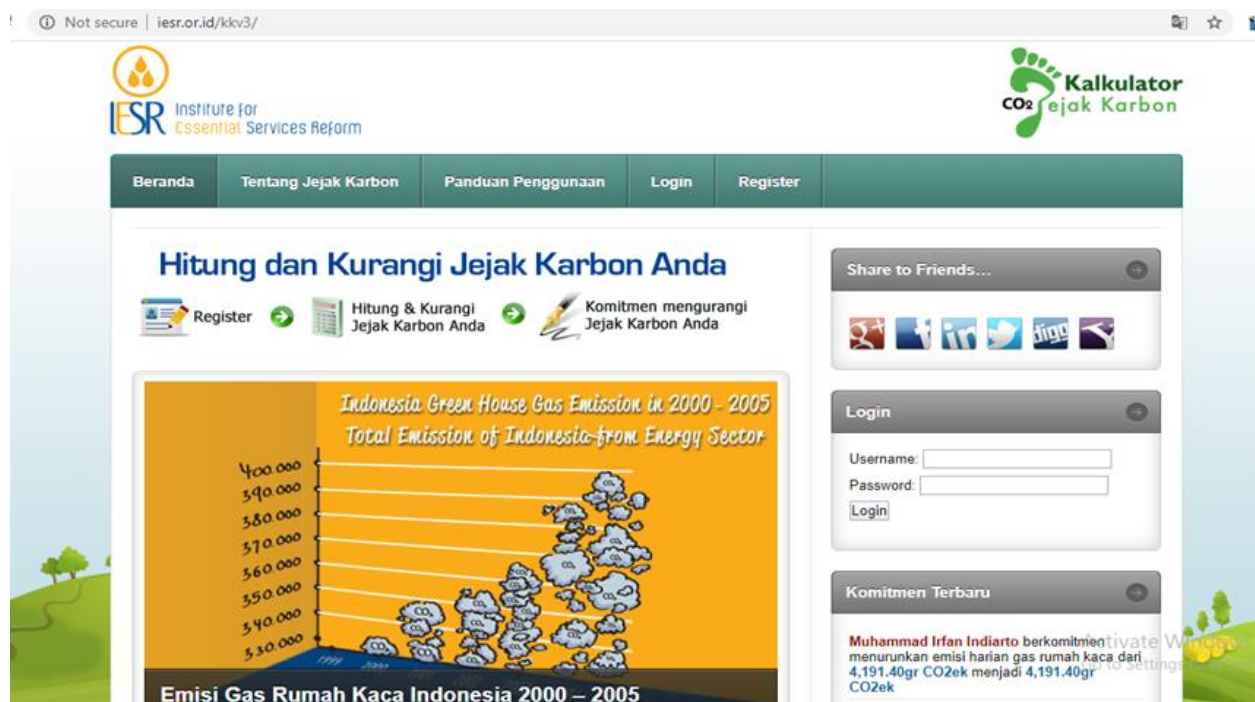 Not secure | iesr.or.id/kkv3/
IESR Institute for
Essential Services Reform
Kalkulator
CO2 Jejak Karbon
Beranda Tentang Jejak Karbon Panduan Penggunaan Login Register
Hitung dan Kurangi Jejak Karbon Anda
Register
Hitung & Kurangi
Jejak Karbon Anda
Komitmen mengurangi
Jejak Karbon Anda
Indonesia Green House Gas Emission in 2000 - 2005
Total Emission of Indonesia from Energy Sector
400.000
390.000
380.000
370.000
360.000
350.000
340.000
330.000
1999
CO2
Emisi Gas Rumah Kaca Indonesia 2000 – 2005
Share to Friends...
g+ f in digg Y
Login
Username:
Password:
Login
Komitmen Terbaru
Muhammad Irfan Indiarto berkomitmen
menurunkan emisi harian gas rumah kaca dari
4,191.40gr CO2ek menjadi 4,191.40gr
CO2ek